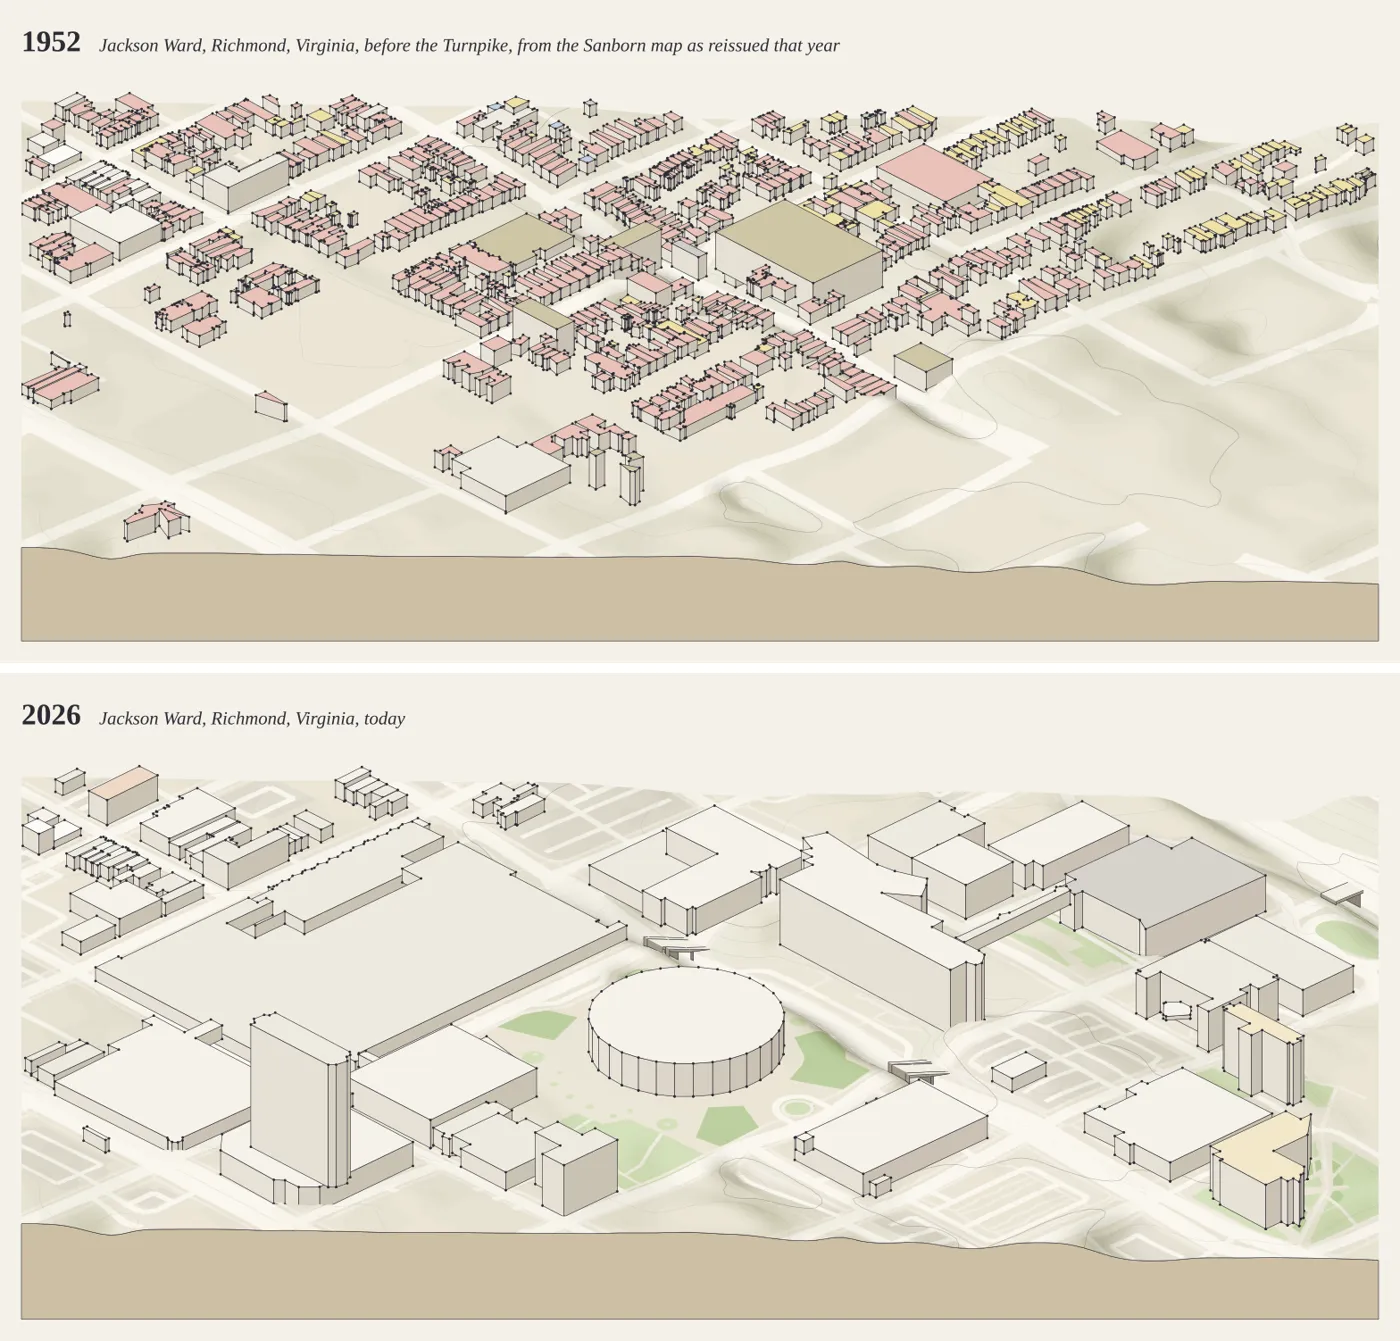 1952 Jackson Ward, Richmond, Virginia, before the Turnpike, from the Sanborn map as reissued that year
2026 Jackson Ward, Richmond, Virginia, today